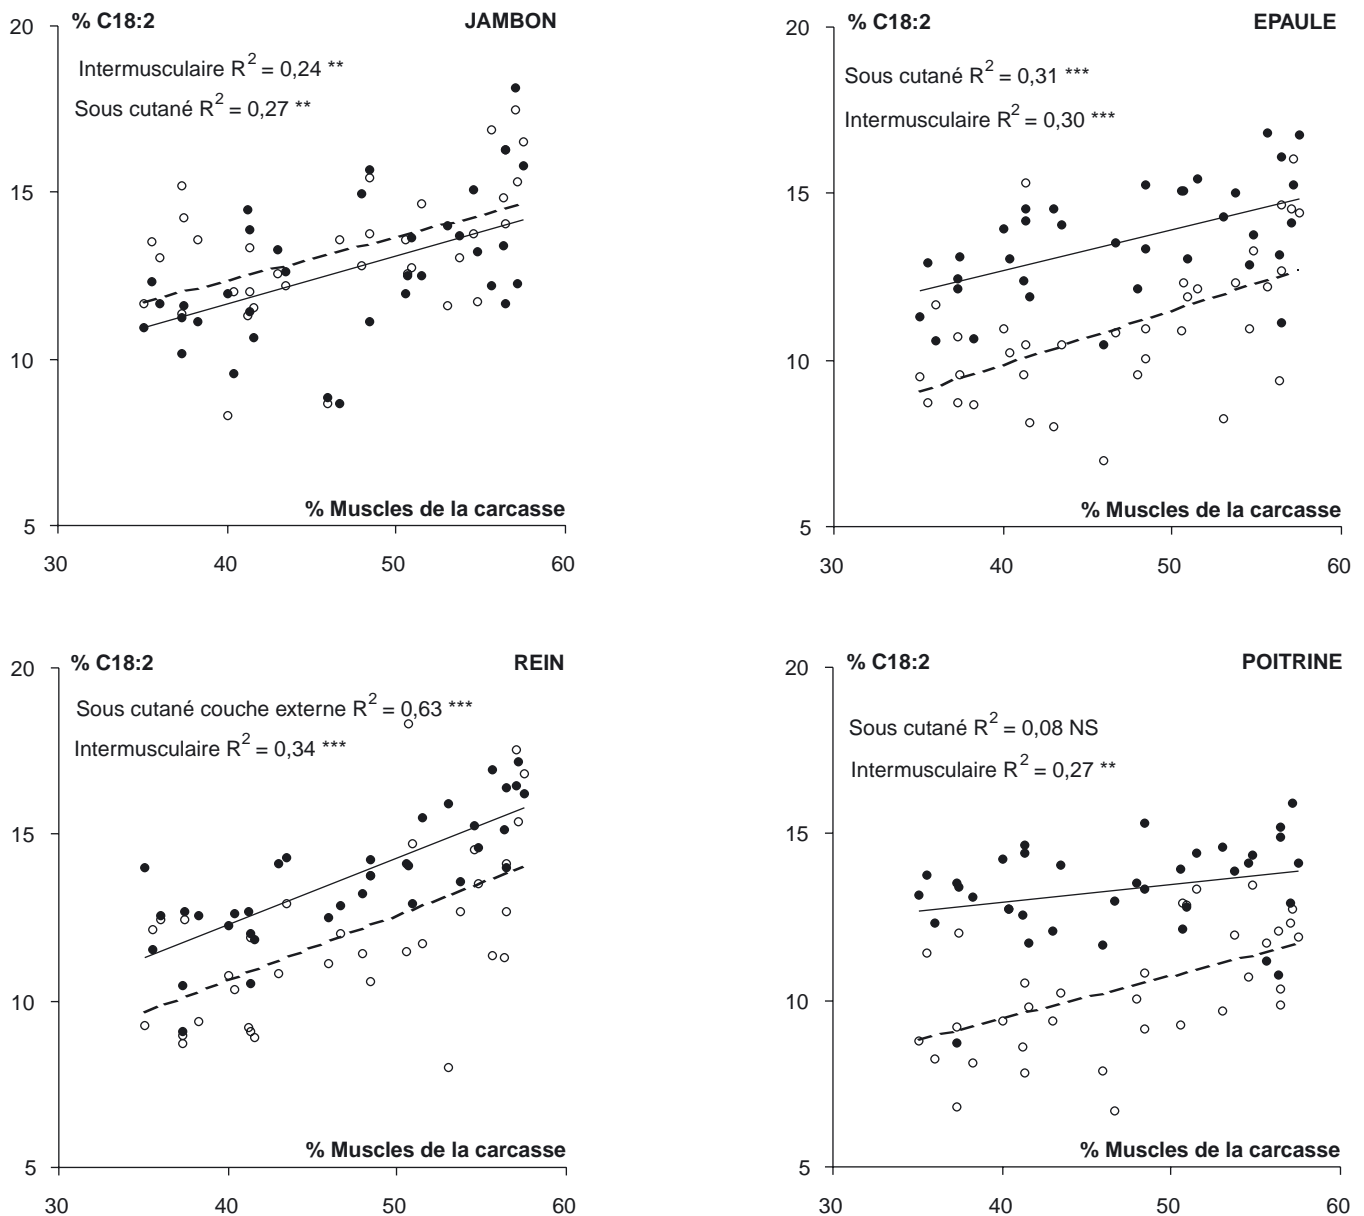 % C18:2 JAMBON
20
Intermusculaire R² = 0,24 **
Sous cutané R² = 0,27 **
15
10
% Muscles de la carcasse
5
30 40 50 60
% C18:2 EPAULE
20
Sous cutané R² = 0,31 ***
Intermusculaire R² = 0,30 ***
15
10
% Muscles de la carcasse
5
30 40 50 60
% C18:2 REIN
20
Sous cutané couche externe R² = 0,63 ***
Intermusculaire R² = 0,34 ***
15
10
% Muscles de la carcasse
5
30 40 50 60
% C18:2 POITRINE
20
Sous cutané R² = 0,08 NS
Intermusculaire R² = 0,27 **
15
10
% Muscles de la carcasse
5
30 40 50 60